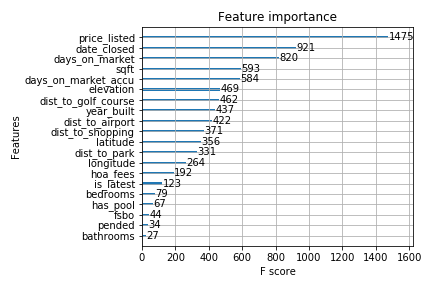 Feature importance
price_listed 1475
date_closed 921
days_on_market 820
sqft 593
days_on_market_accu 584
elevation 469
dist_to_golf_course 462
year_built 437
dist_to_airport 422
dist_to_shopping 371
latitude 356
dist_to_park 331
longitude 264
hoa_fees 192
is_latest 123
bedrooms 79
has_pool 67
fsbo 44
pended 34
bathrooms 27
Features
0 200 400 600 800 1000 1200 1400 1600
F score